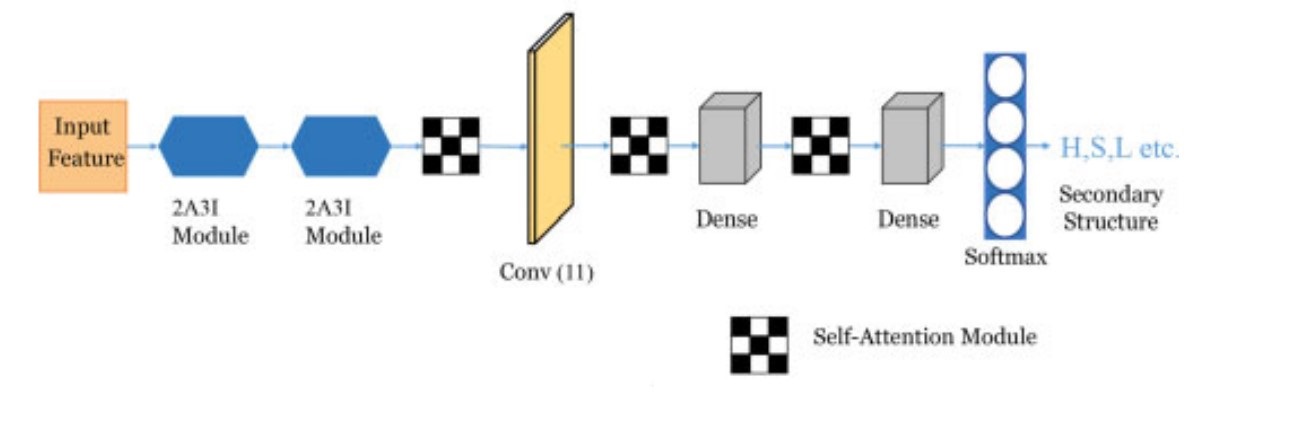 Input
Feature
2A3I
Module
2A3I
Module
Conv (11)
Dense
Dense
Softmax
H,S,L etc.
Secondary
Structure
Self-Attention Module